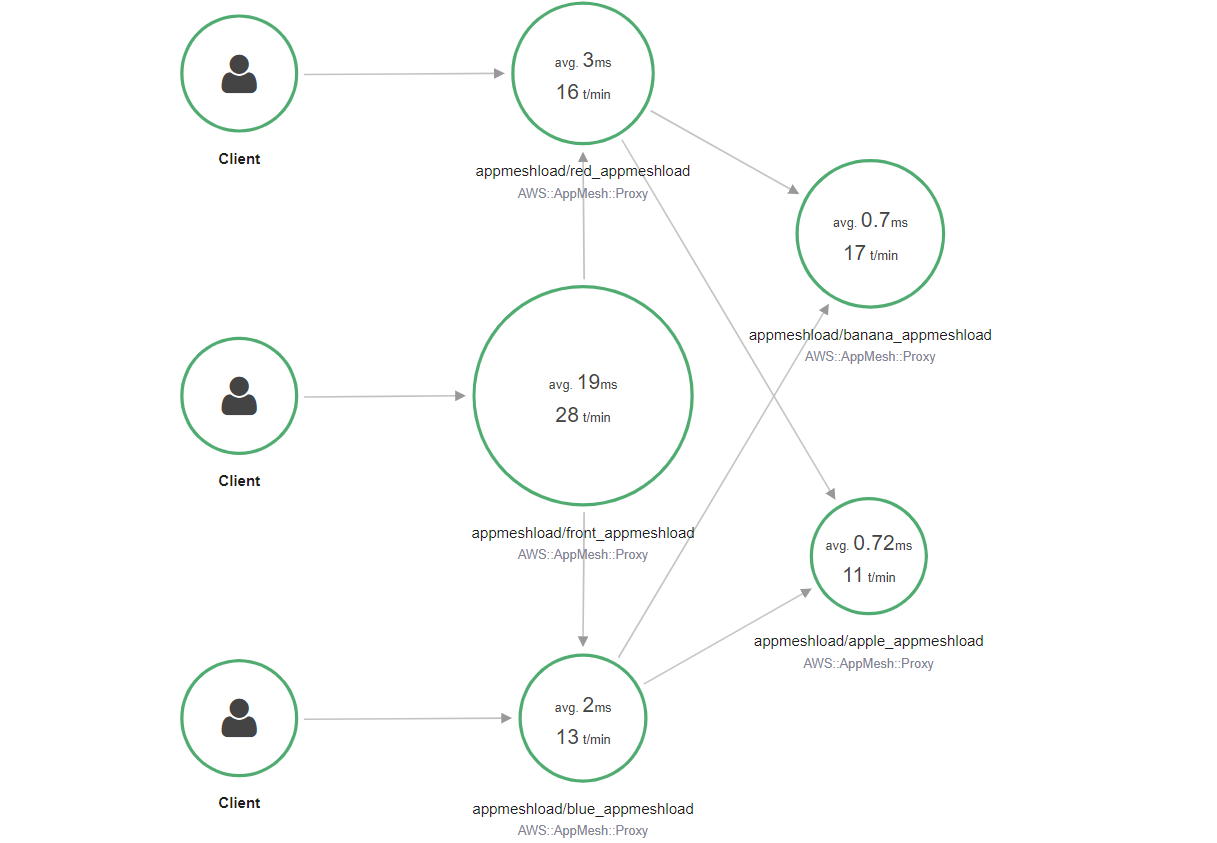 avg. 3ms
16 t/min
Client
appmeshload/red_appmeshload
AWS::AppMesh::Proxy
avg. 0.7ms
17 t/min
appmeshload/banana_appmeshload
AWS::AppMesh::Proxy
avg. 19ms
28 t/min
Client
appmeshload/front_appmeshload
AWS::AppMesh::Proxy
avg. 0.72ms
11 t/min
appmeshload/apple_appmeshload
AWS::AppMesh::Proxy
avg. 2ms
13 t/min
Client
appmeshload/blue_appmeshload
AWS::AppMesh::Proxy